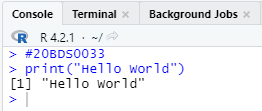 Console Terminal × Background Jobs ×
R 4.2.1 · ~/
> #20BDS0033
> print("Hello World")
[1] "Hello World"
>